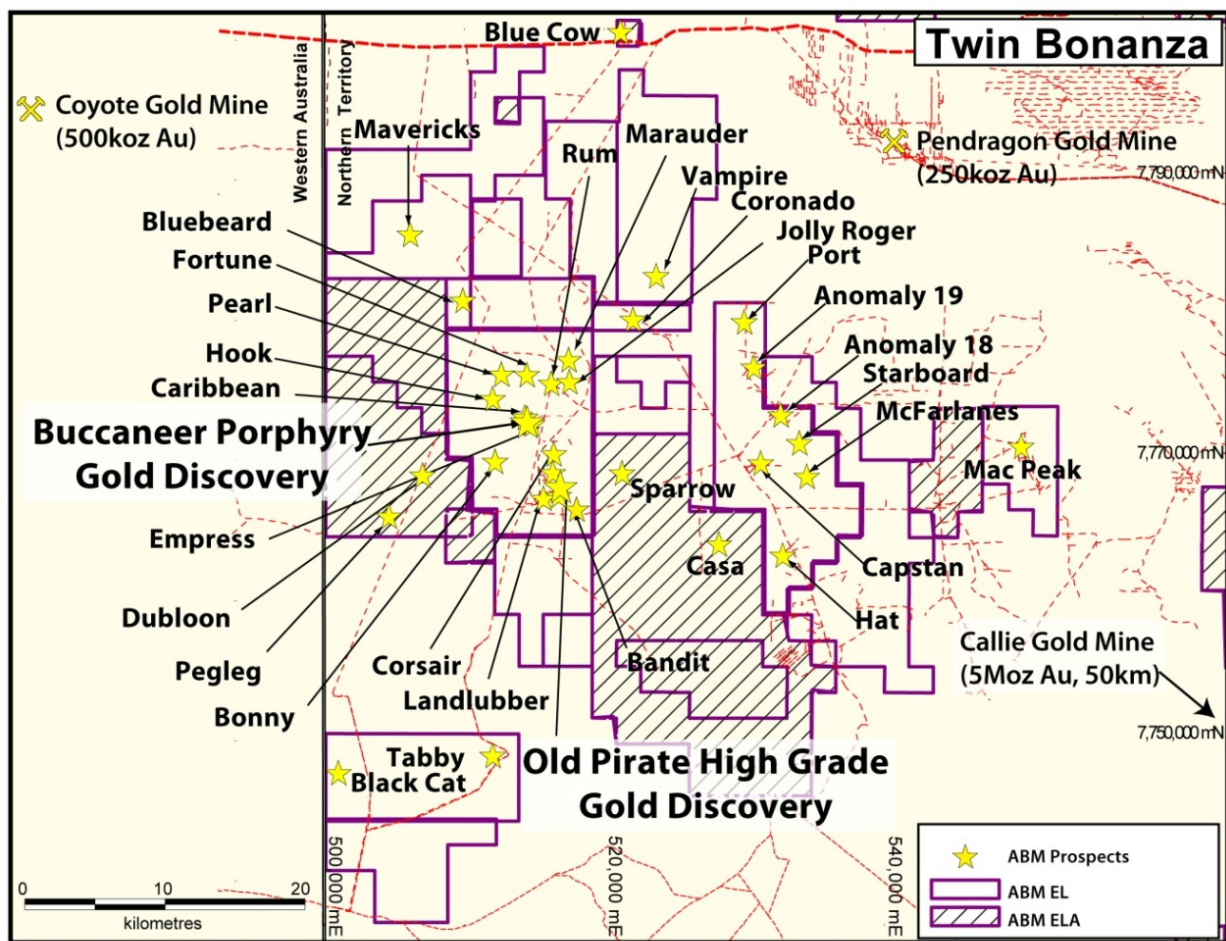 Blue Cow
Twin Bonanza
Coyote Gold Mine
(500koz Au)
Western Australia
Northern Territory
Mavericks
Rum
Marauder
Pendragon Gold Mine
(250koz Au)
7,790,000 mN
Vampire
Coronado
Jolly Roger
Port
Bluebeard
Fortune
Pearl
Anomaly 19
Hook
Anomaly 18
Starboard
Caribbean
McFarlanes
Buccaneer Porphyry
Gold Discovery
7,770,000 mN
Mac Peak
Sparrow
Empress
Casa
Capstan
Dubloon
Hat
Pegleg
Corsair
Bandit
Callie Gold Mine
(5Moz Au, 50km)
Landlubber
Bonny
7,750,000 mN
Tabby
Black Cat
Old Pirate High Grade
Gold Discovery
500,000 mE
520,000 mE
540,000 mE
0 10 20
kilometres
ABM Prospects
ABM EL
ABM ELA